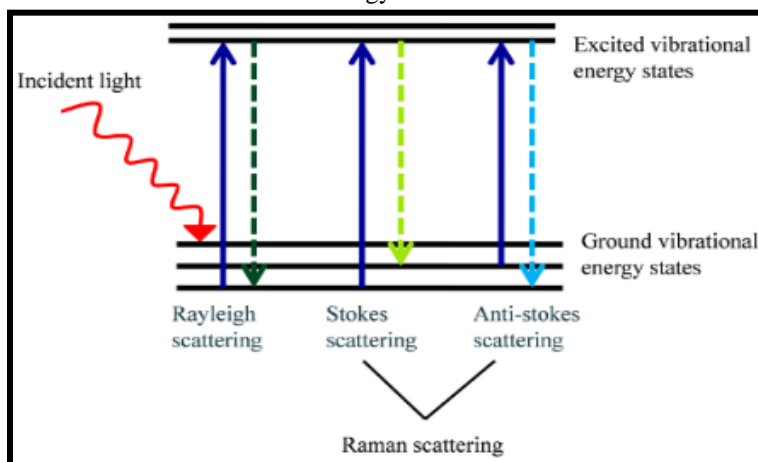 Excited vibrational
energy states
Incident light
Ground vibrational
energy states
Rayleigh
scattering
Stokes
scattering
Anti-stokes
scattering
Raman scattering